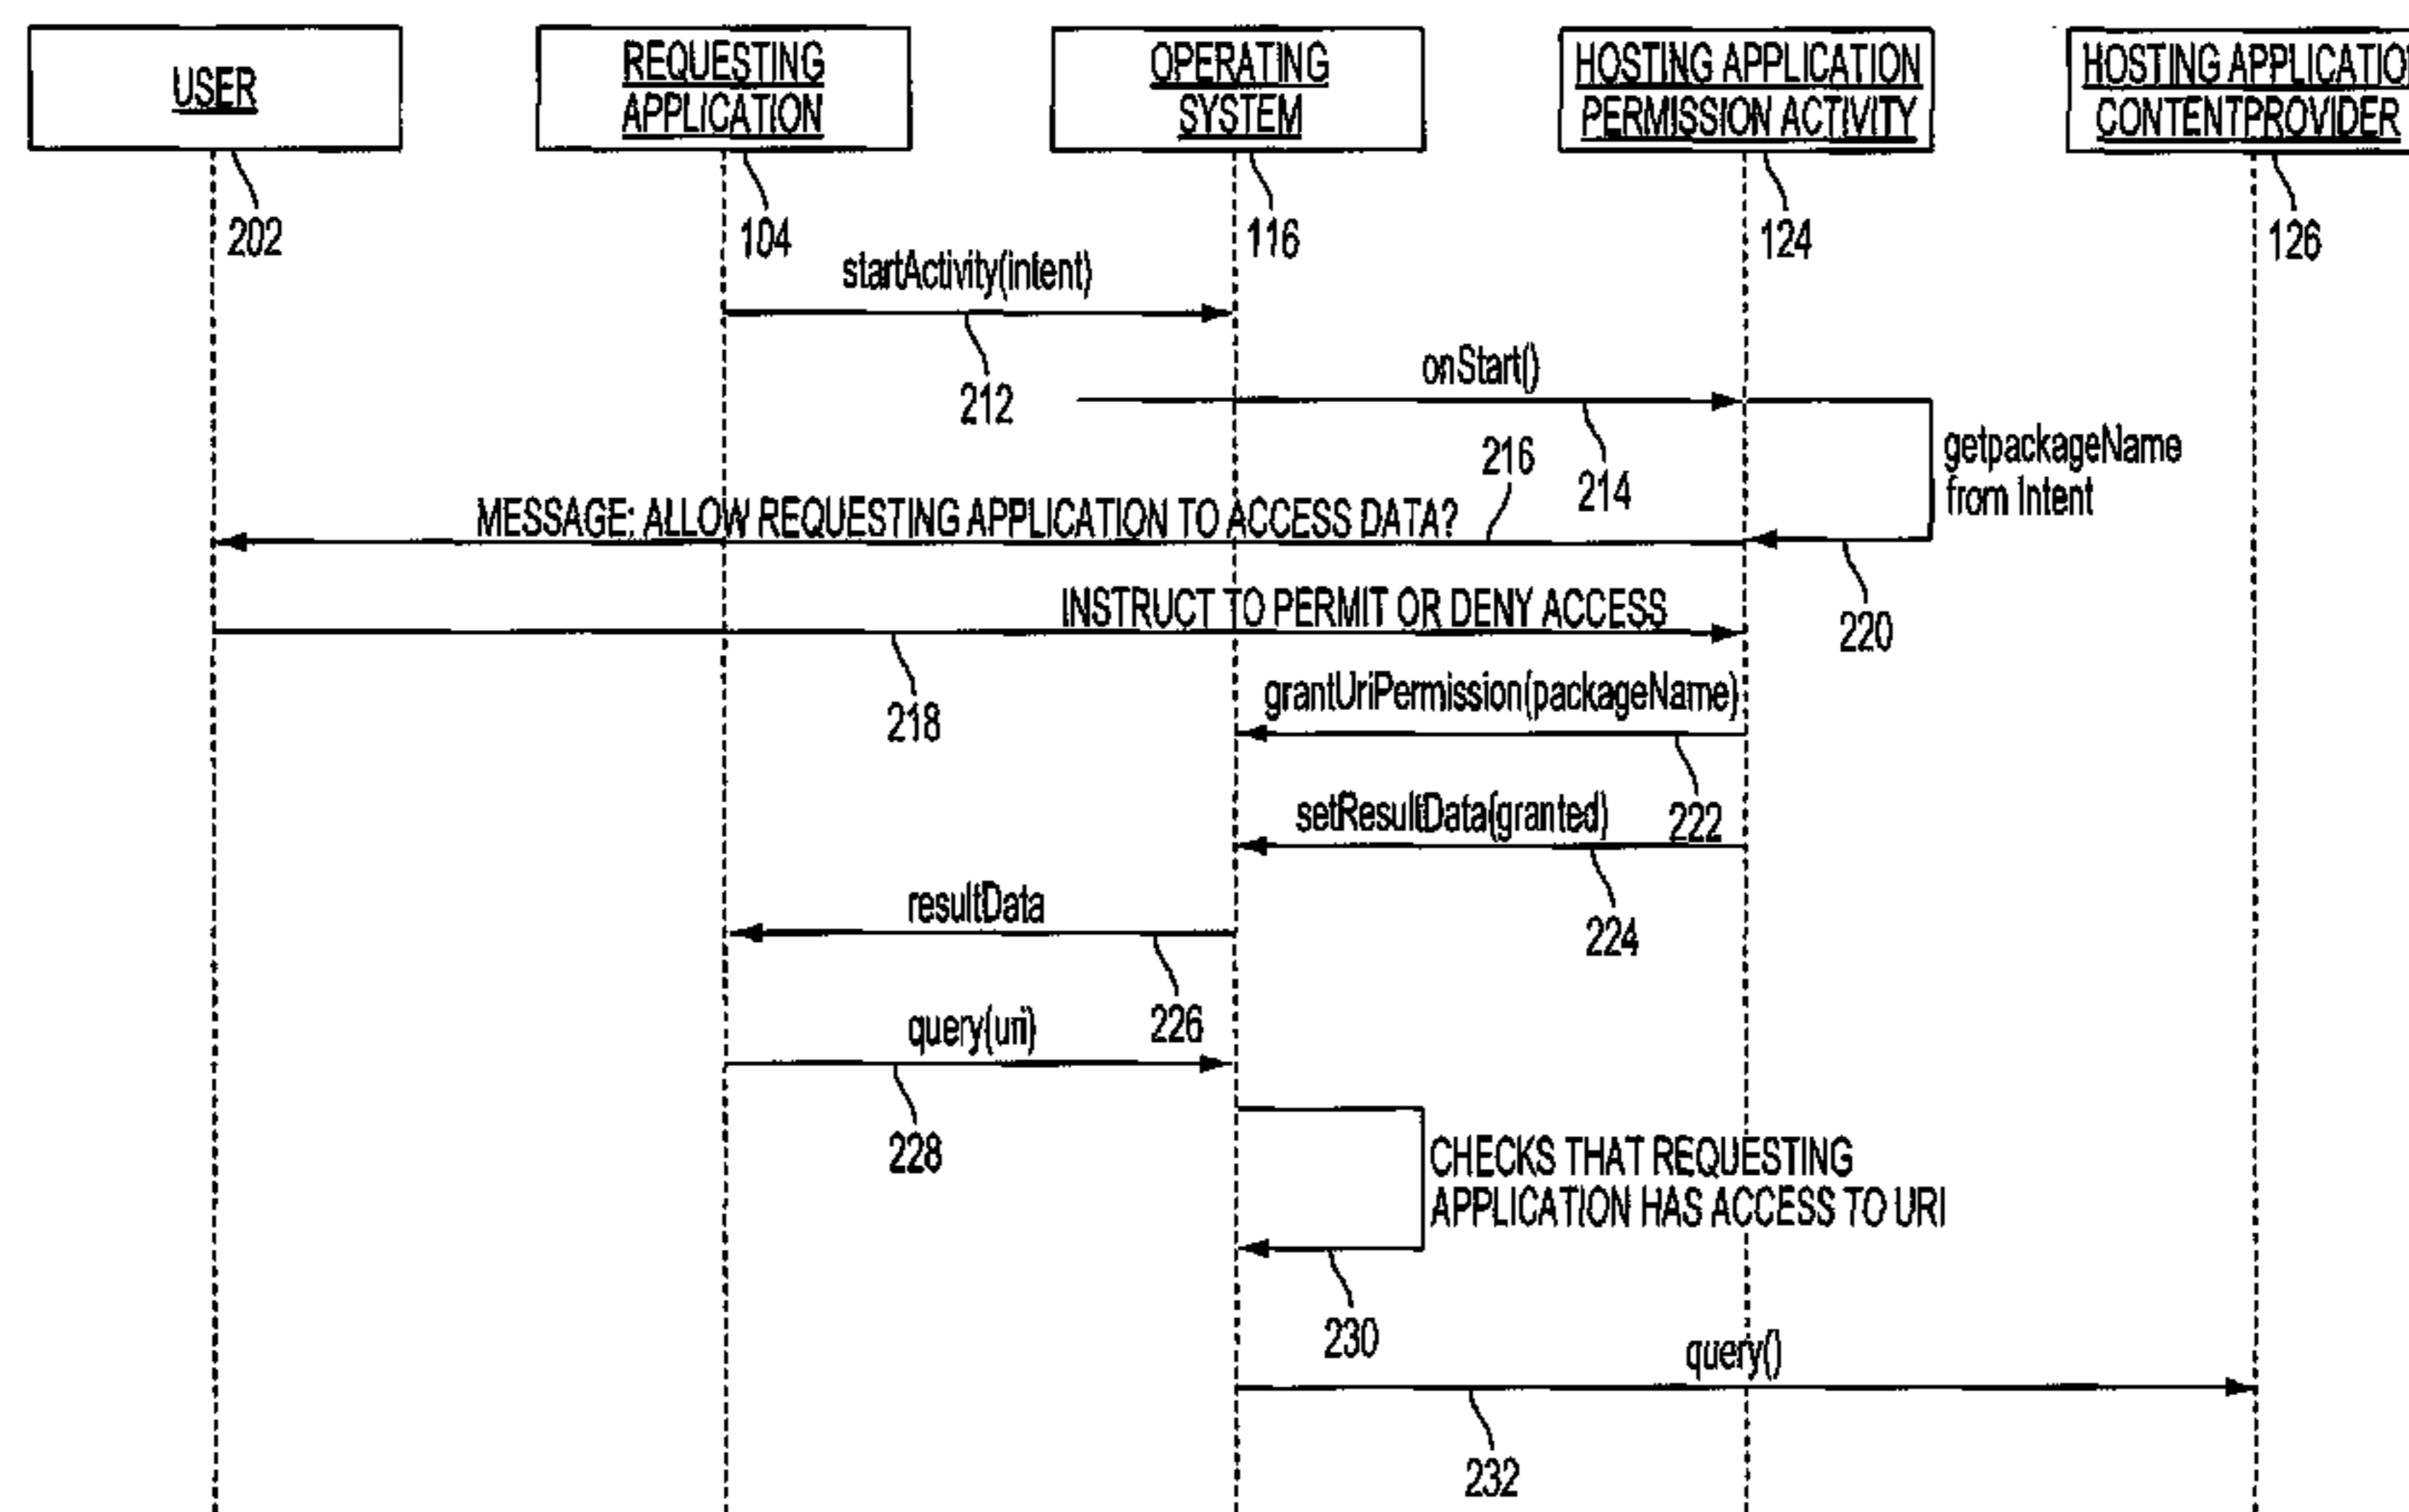 USER
REQUESTING
APPLICATION
OPERATING
SYSTEM
HOSTING APPLICATION
PERMISSION ACTIVITY
HOSTING APPLICATIO
CONTENTPROVIDER
202
104
116
124
126
startActivity(intent)
212
onStart()
214
getpackageName
from Intent
216
MESSAGE: ALLOW REQUESTING APPLICATION TO ACCESS DATA?
220
INSTRUCT TO PERMIT OR DENY ACCESS
218
grantUriPermission(packageName)
222
setResultData(granted)
224
resultData
226
query(uri)
228
CHECKS THAT REQUESTING
APPLICATION HAS ACCESS TO URI
230
query()
232